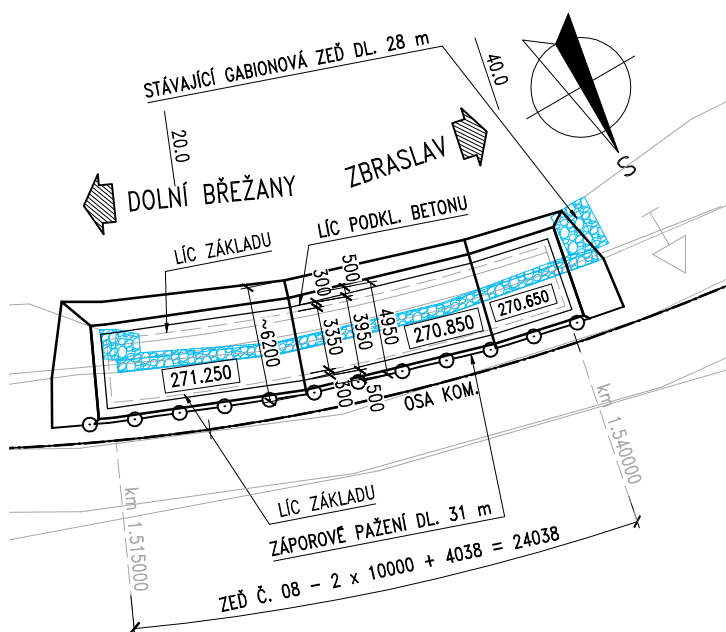 STÁVAJÍCÍ GABIONOVÁ ZEĎ DL. 28 m
40.0
20.0
S
ZBRASLAV
DOLNÍ BŘEŽANY
LÍC PODKL. BETONU
LÍC ZÁKLADU
500
300
~6200
3350
3950
4950
270.650
270.850
271.250
300
500
OSA KOM.
km 1.540000
km 1.515000
LÍC ZÁKLADU
ZÁPOROVÉ PAŽENÍ DL. 31 m
ZEĎ Č. 08 - 2 x 10000 + 4038 = 24038